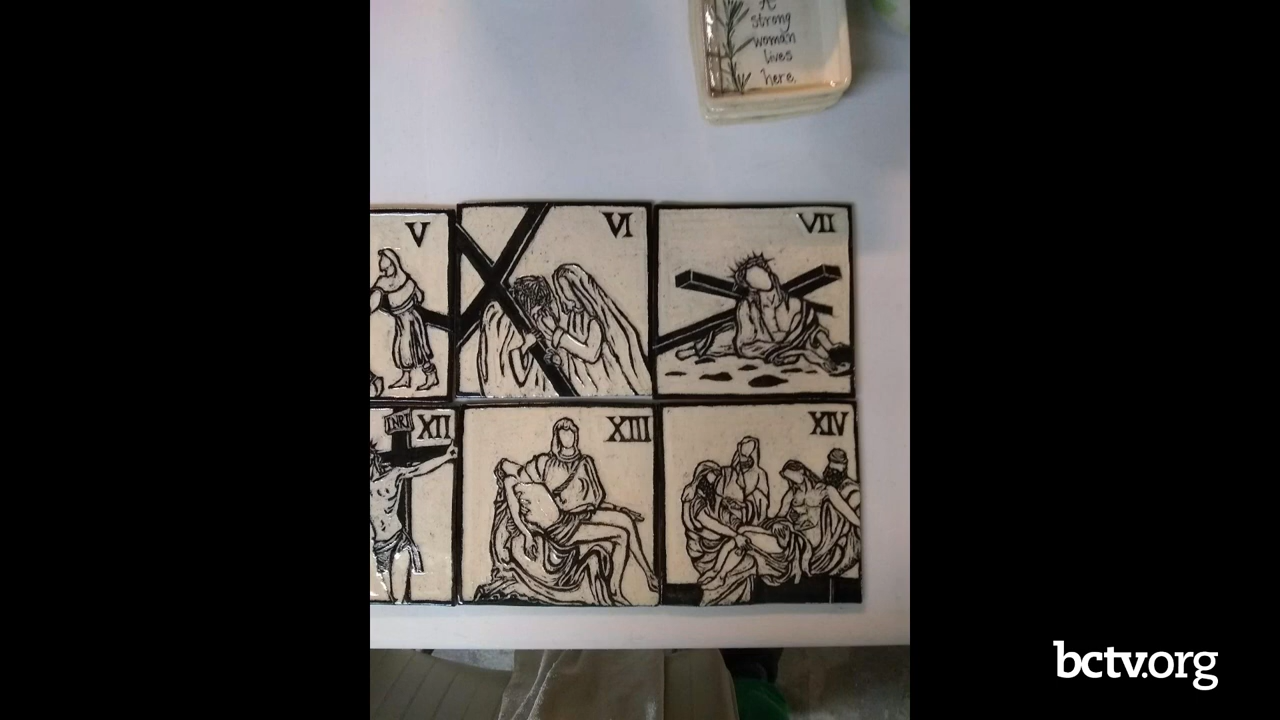 A
strong
woman
lives
here.
V
VI
VII
INRI
XII
XIII
XIV
bctv.org